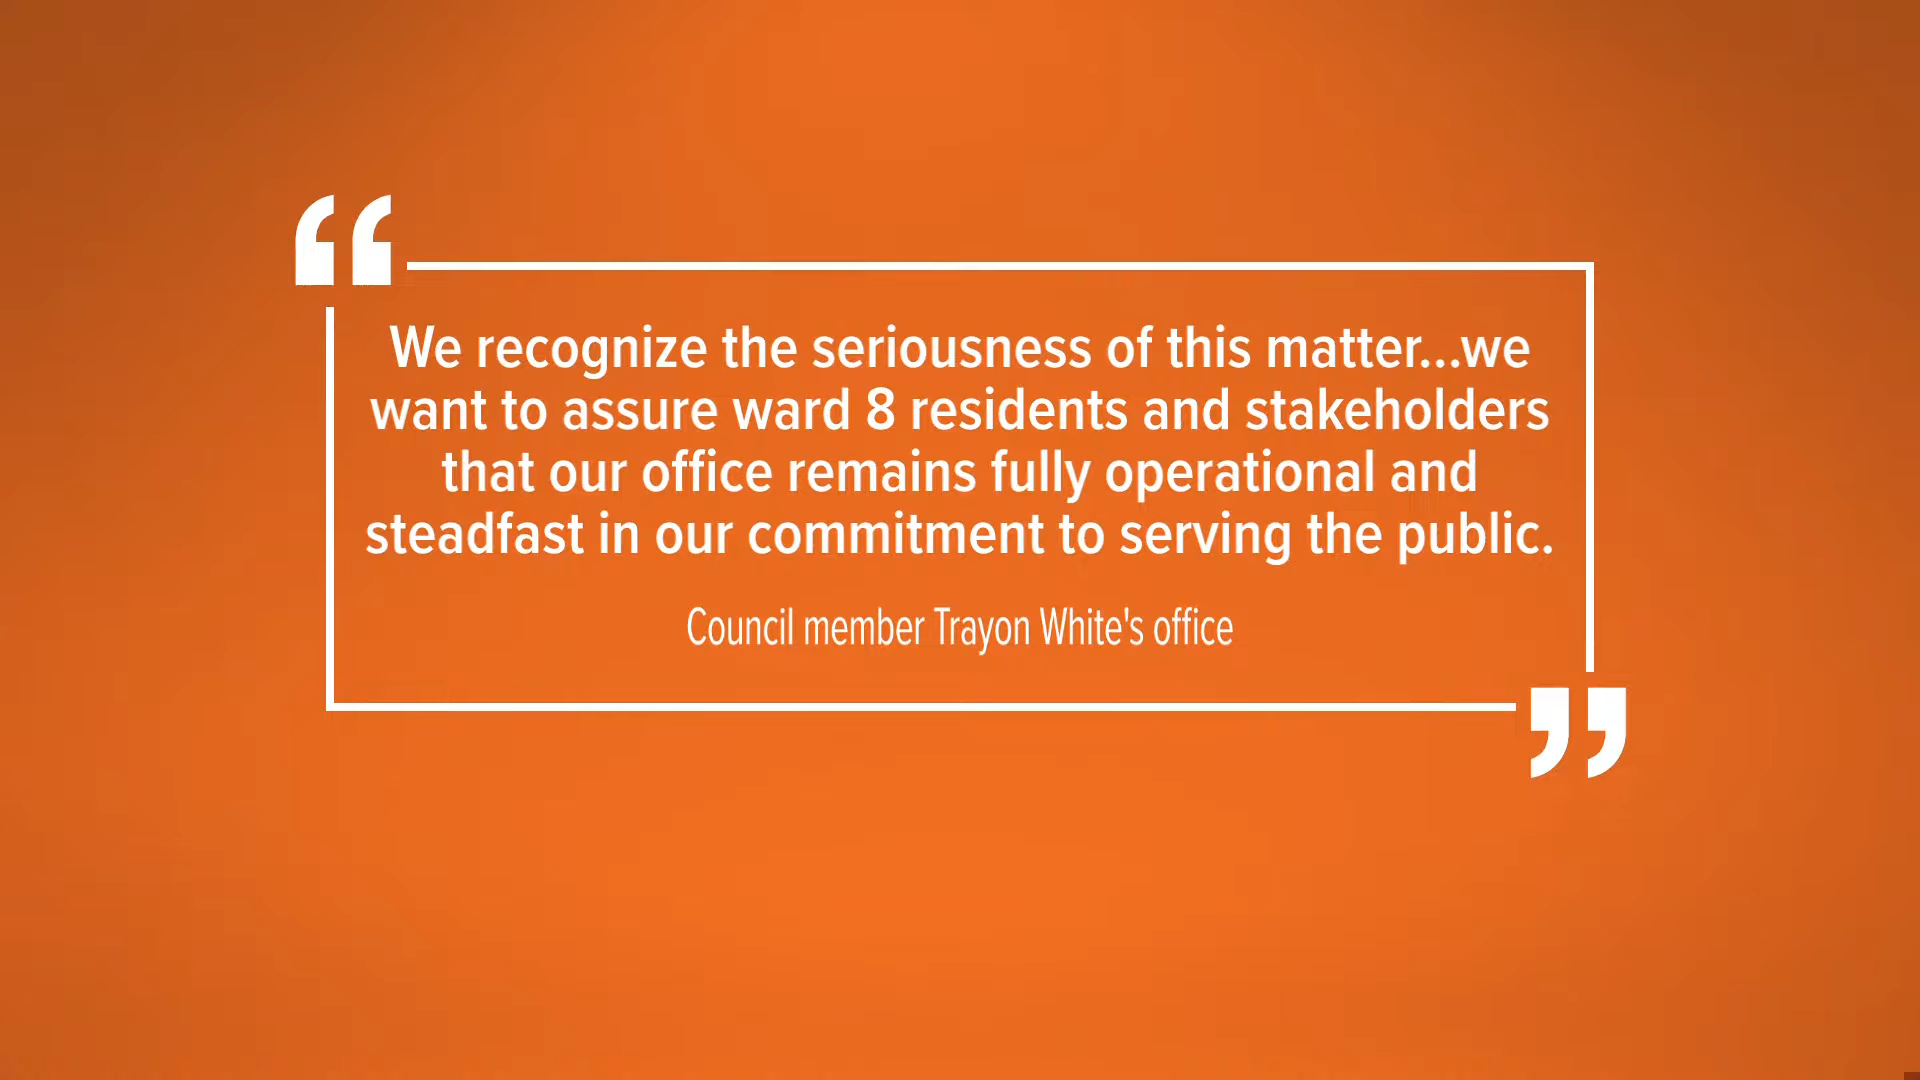 “
We recognize the seriousness of this matter...we
want to assure ward 8 residents and stakeholders
that our office remains fully operational and
steadfast in our commitment to serving the public.
Council member Trayon White's office
”